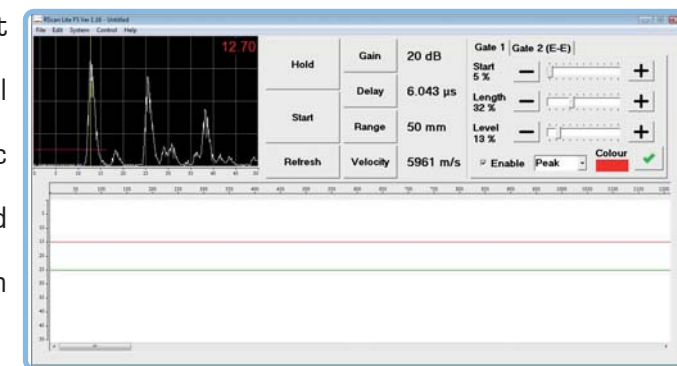 RScan Lite F3 Ver 1.16 - Untitled
File Edit System Control Help
12.70
Hold
Start
Refresh
Gain
20 dB
Delay
6.043 µs
Range
50 mm
Velocity
5961 m/s
Gate 1
Gate 2 (E-E)
Start
5 %
Length
32 %
Level
13 %
Enable
Peak
Colour
t
l
c
d
n